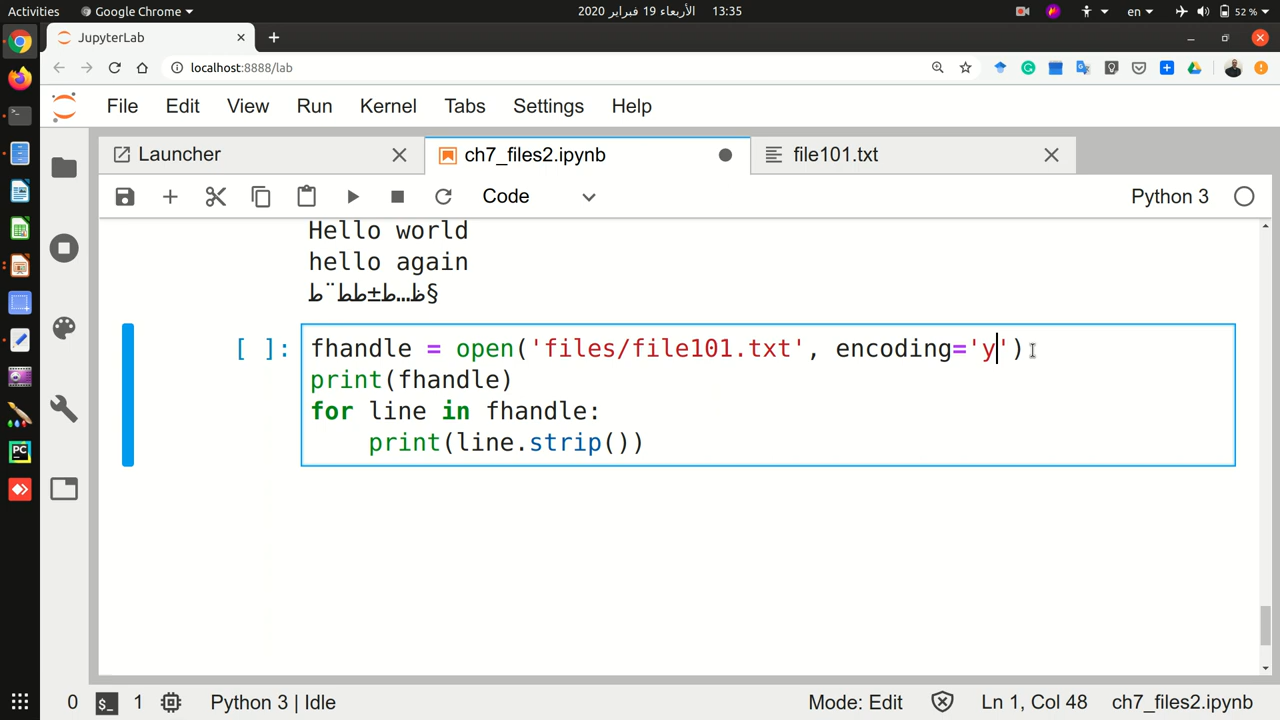 Activities
Google Chrome
الأربعاء 19 فبراير 2020
13:35
en
52 %
JupyterLab
localhost:8888/lab
File Edit View Run Kernel Tabs Settings Help
Launcher
ch7_files2.ipynb
file101.txt
Code
Python 3
Hello world
hello again
ظ…ط±طط¨ط§
[ ]:
fhandle = open('files/file101.txt', encoding='y')
print(fhandle)
for line in fhandle:
    print(line.strip())
0
$_
1
Python 3 | Idle
Mode: Edit
Ln 1, Col 48
ch7_files2.ipynb
PC